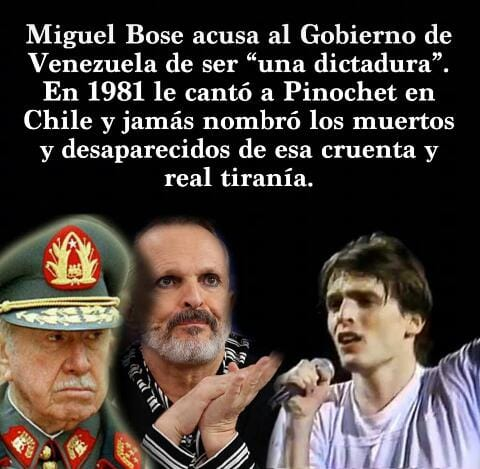 Miguel Bose acusa al Gobierno de
Venezuela de ser “una dictadura”.
En 1981 le cantó a Pinochet en
Chile y jamás nombró los muertos
y desaparecidos de esa cruenta y
real tiranía.